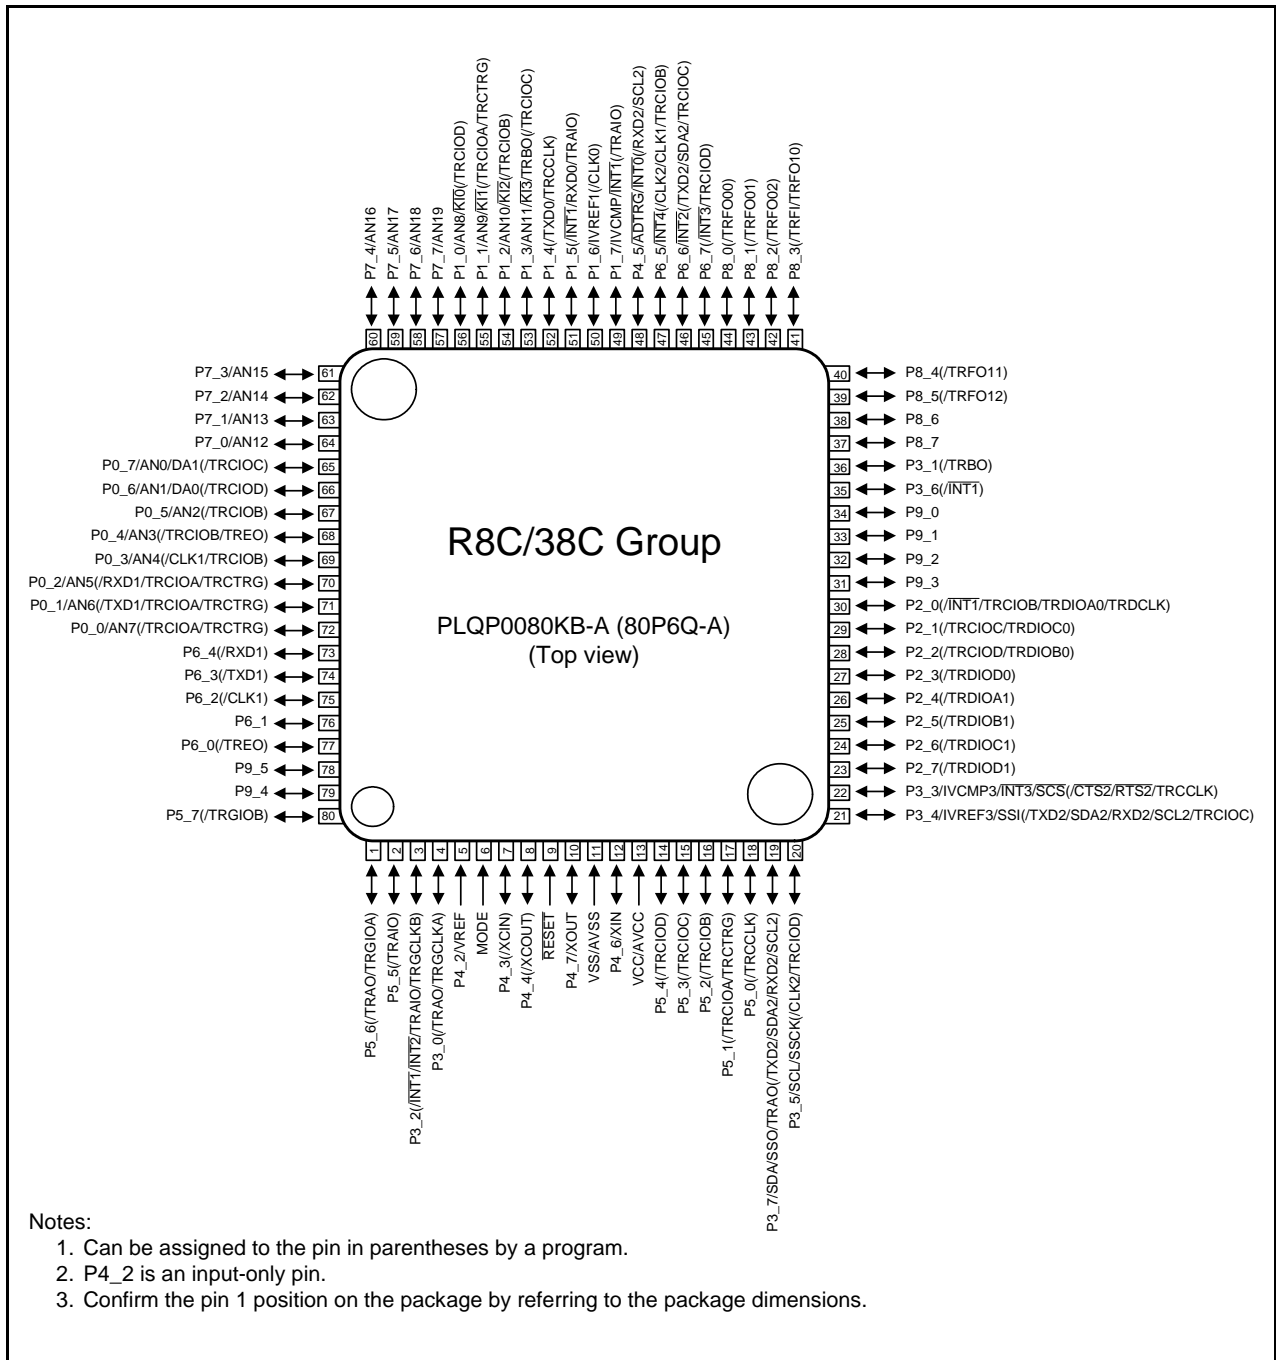 P7_4/AN16
P7_5/AN17
P7_6/AN18
P7_7/AN19
P1_0/AN8/KI0(/TRCIOD)
P1_1/AN9/KI1(/TRCIOA/TRCTRG)
P1_2/AN10/KI2(/TRCIOB)
P1_3/AN11/KI3/TRBO(/TRCIOC)
P1_4(/TXD0/TRCCLK)
P1_5(/INT1/RXD0/TRAIO)
P1_6/IVREF1(/CLK0)
P1_7/IVCMP/INT1(/TRAIO)
P4_5/ADTRG/INT0(/RXD2/SCL2)
P6_5/INT4(/CLK2/CLK1/TRCIOB)
P6_6/INT2(/TXD2/SDA2/TRCIOC)
P6_7(/INT3/TRCIOD)
P8_0(/TRFO00)
P8_1(/TRFO01)
P8_2(/TRFO02)
P8_3(/TRFI/TRFO10)
60 59 58 57 56 55 54 53 52 51 50 49 48 47 46 45 44 43 42 41
P7_3/AN15 61
P7_2/AN14 62
P7_1/AN13 63
P7_0/AN12 64
P0_7/AN0/DA1(/TRCIOC) 65
P0_6/AN1/DA0(/TRCIOD) 66
P0_5/AN2(/TRCIOB) 67
P0_4/AN3(/TRCIOB/TREO) 68
P0_3/AN4(/CLK1/TRCIOB) 69
P0_2/AN5(/RXD1/TRCIOA/TRCTRG) 70
P0_1/AN6(/TXD1/TRCIOA/TRCTRG) 71
P0_0/AN7(/TRCIOA/TRCTRG) 72
P6_4(/RXD1) 73
P6_3(/TXD1) 74
P6_2(/CLK1) 75
P6_1 76
P6_0(/TREO) 77
P9_5 78
P9_4 79
P5_7(/TRGIOB) 80
R8C/38C Group
PLQP0080KB-A (80P6Q-A)
(Top view)
40 P8_4(/TRFO11)
39 P8_5(/TRFO12)
38 P8_6
37 P8_7
36 P3_1(/TRBO)
35 P3_6(/INT1)
34 P9_0
33 P9_1
32 P9_2
31 P9_3
30 P2_0(/INT1/TRCIOB/TRDIOA0/TRDCLK)
29 P2_1(/TRCIOC/TRDIOC0)
28 P2_2(/TRCIOD/TRDIOB0)
27 P2_3(/TRDIOD0)
26 P2_4(/TRDIOA1)
25 P2_5(/TRDIOB1)
24 P2_6(/TRDIOC1)
23 P2_7(/TRDIOD1)
22 P3_3/IVCMP3/INT3/SCS(/CTS2/RTS2/TRCCLK)
21 P3_4/IVREF3/SSI(/TXD2/SDA2/RXD2/SCL2/TRCIOC)
1 2 3 4 5 6 7 8 9 10 11 12 13 14 15 16 17 18 19 20
P5_6(/TRAO/TRGIOA)
P5_5(/TRAIO)
P3_2(/INT1/INT2/TRAIO/TRGCLKB)
P3_0(/TRAO/TRGCLKA)
P4_2/VREF
MODE
P4_3(/XCIN)
P4_4(/XCOUT)
RESET
P4_7/XOUT
VSS/AVSS
P4_6/XIN
VCC/AVCC
P5_4(/TRCIOD)
P5_3(/TRCIOC)
P5_2(/TRCIOB)
P5_1(/TRCIOA/TRCTRG)
P5_0(/TRCCLK)
P3_7/SDA/SSO/TRAO(/TXD2/SDA2/RXD2/SCL2)
P3_5/SCL/SSCK(/CLK2/TRCIOD)
Notes:
1. Can be assigned to the pin in parentheses by a program.
2. P4_2 is an input-only pin.
3. Confirm the pin 1 position on the package by referring to the package dimensions.